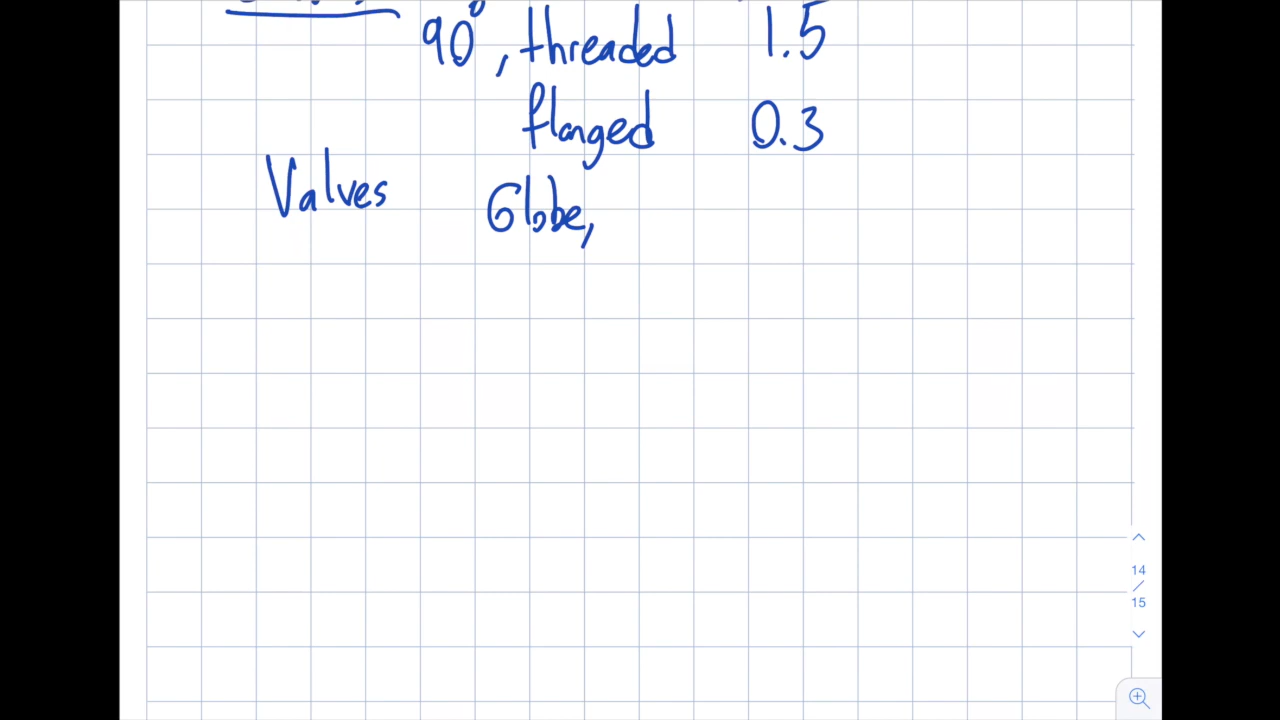 90°, threaded 1.5
flanged 0.3
Valves Globe,
14
/
15